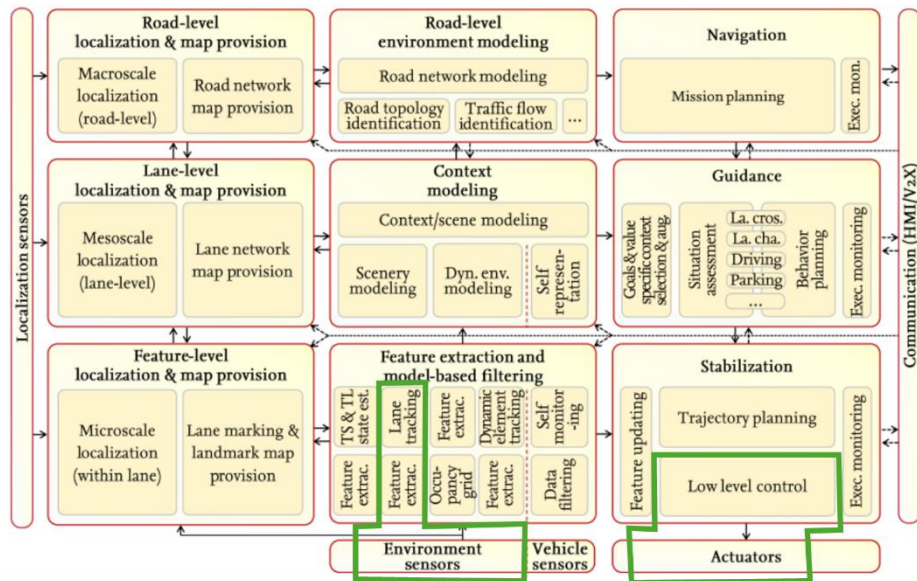 Localization sensors
Road-level
localization & map provision
Macroscale
localization
(road-level)
Road network
map provision
Road-level
environment modeling
Road network modeling
Road topology
identification
Traffic flow
identification
...
Navigation
Mission planning
Exec. mon.
Lane-level
localization & map provision
Mesoscale
localization
(lane-level)
Lane network
map provision
Context
modeling
Context/scene modeling
Scenery
modeling
Dyn. env.
modeling
Self
represen-
tation
Guidance
Goals & value
specific context
selection & aug.
Situation
assessment
La. cros.
La. cha.
Driving
Parking
...
Behavior
planning
Exec. monitoring
Feature-level
localization & map provision
Microscale
localization
(within lane)
Lane marking &
landmark map
provision
Feature extraction and
model-based filtering
TS & TL
state est.
Lane
tracking
Feature
extrac.
Dynamic
element
tracking
Self
monitor-
ing
Feature
extrac.
Feature
extrac.
Occu-
pancy
grid
Feature
extrac.
Data
filtering
Stabilization
Feature updating
Trajectory planning
Low level control
Exec. monitoring
Environment
sensors
Vehicle
sensors
Actuators
Communication (HMI/V2X)